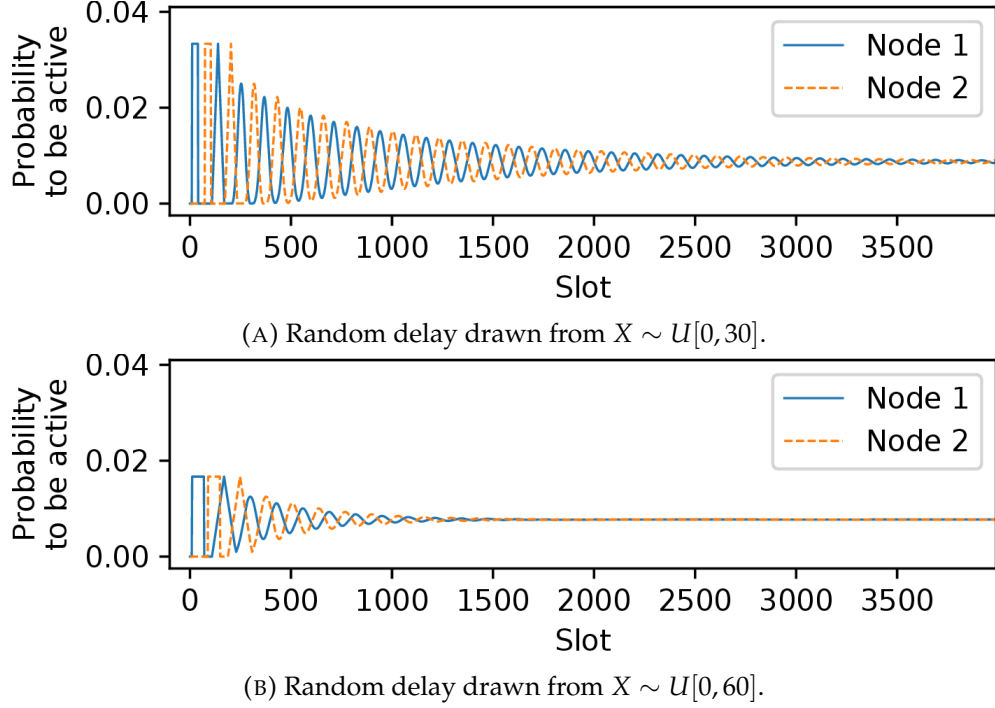 0.04
0.02
0.00
Probability
to be active
Node 1
Node 2
0 500 1000 1500 2000 2500 3000 3500
Slot
(A) Random delay drawn from X ∼ U[0, 30].
0.04
0.02
0.00
Probability
to be active
Node 1
Node 2
0 500 1000 1500 2000 2500 3000 3500
Slot
(B) Random delay drawn from X ∼ U[0, 60].